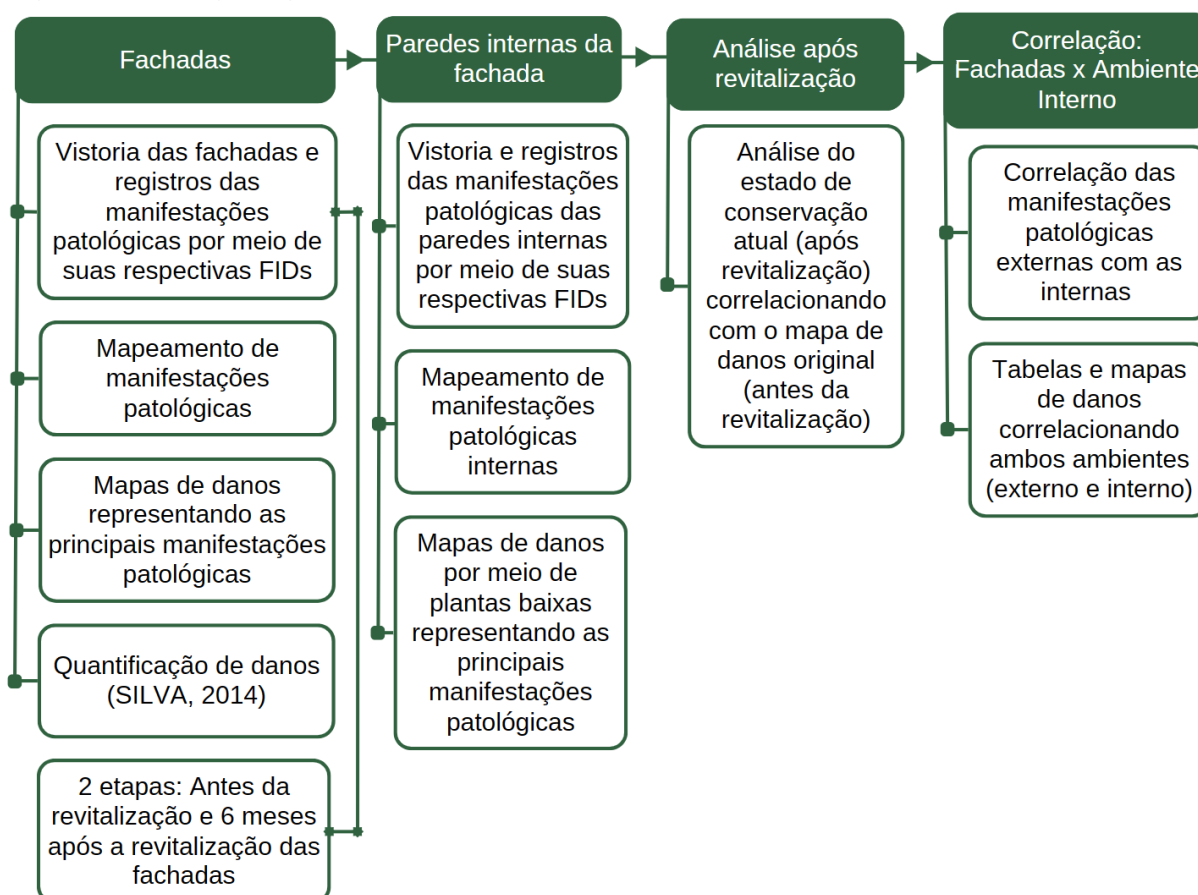 Fachadas
Vistoria das fachadas e
registros das
manifestações
patológicas por meio de
suas respectivas FIDs
Mapeamento de
manifestações
patológicas
Mapas de danos
representando as
principais manifestações
patológicas
Quantificação de danos
(SILVA, 2014)
2 etapas: Antes da
revitalização e 6 meses
após a revitalização das
fachadas
Paredes internas da
fachada
Vistoria e registros
das manifestações
patológicas das
paredes internas
por meio de suas
respectivas FIDs
Mapeamento de
manifestações
patológicas
internas
Mapas de danos
por meio de
plantas baixas
representando as
principais
manifestações
patológicas
Análise após
revitalização
Análise do
estado de
conservação
atual (após
revitalização)
correlacionando
com o mapa de
danos original
(antes da
revitalização)
Correlação:
Fachadas x Ambiente
Interno
Correlação das
manifestações
patológicas
externas com as
internas
Tabelas e mapas
de danos
correlacionando
ambos ambientes
(externo e interno)